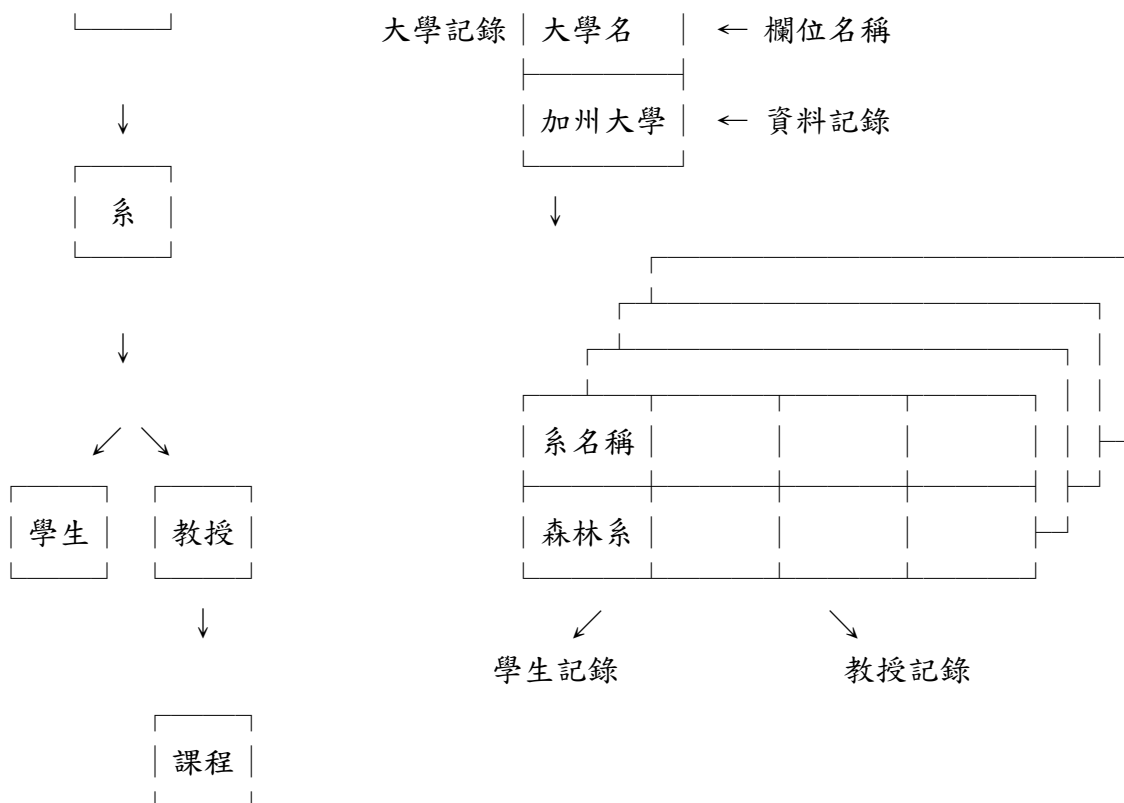 大學記錄 大學名 ← 欄位名稱
加州大學 ← 資料記錄
↓
系
↓
系名稱
學生 教授 森林系
↓
學生記錄 教授記錄
課程